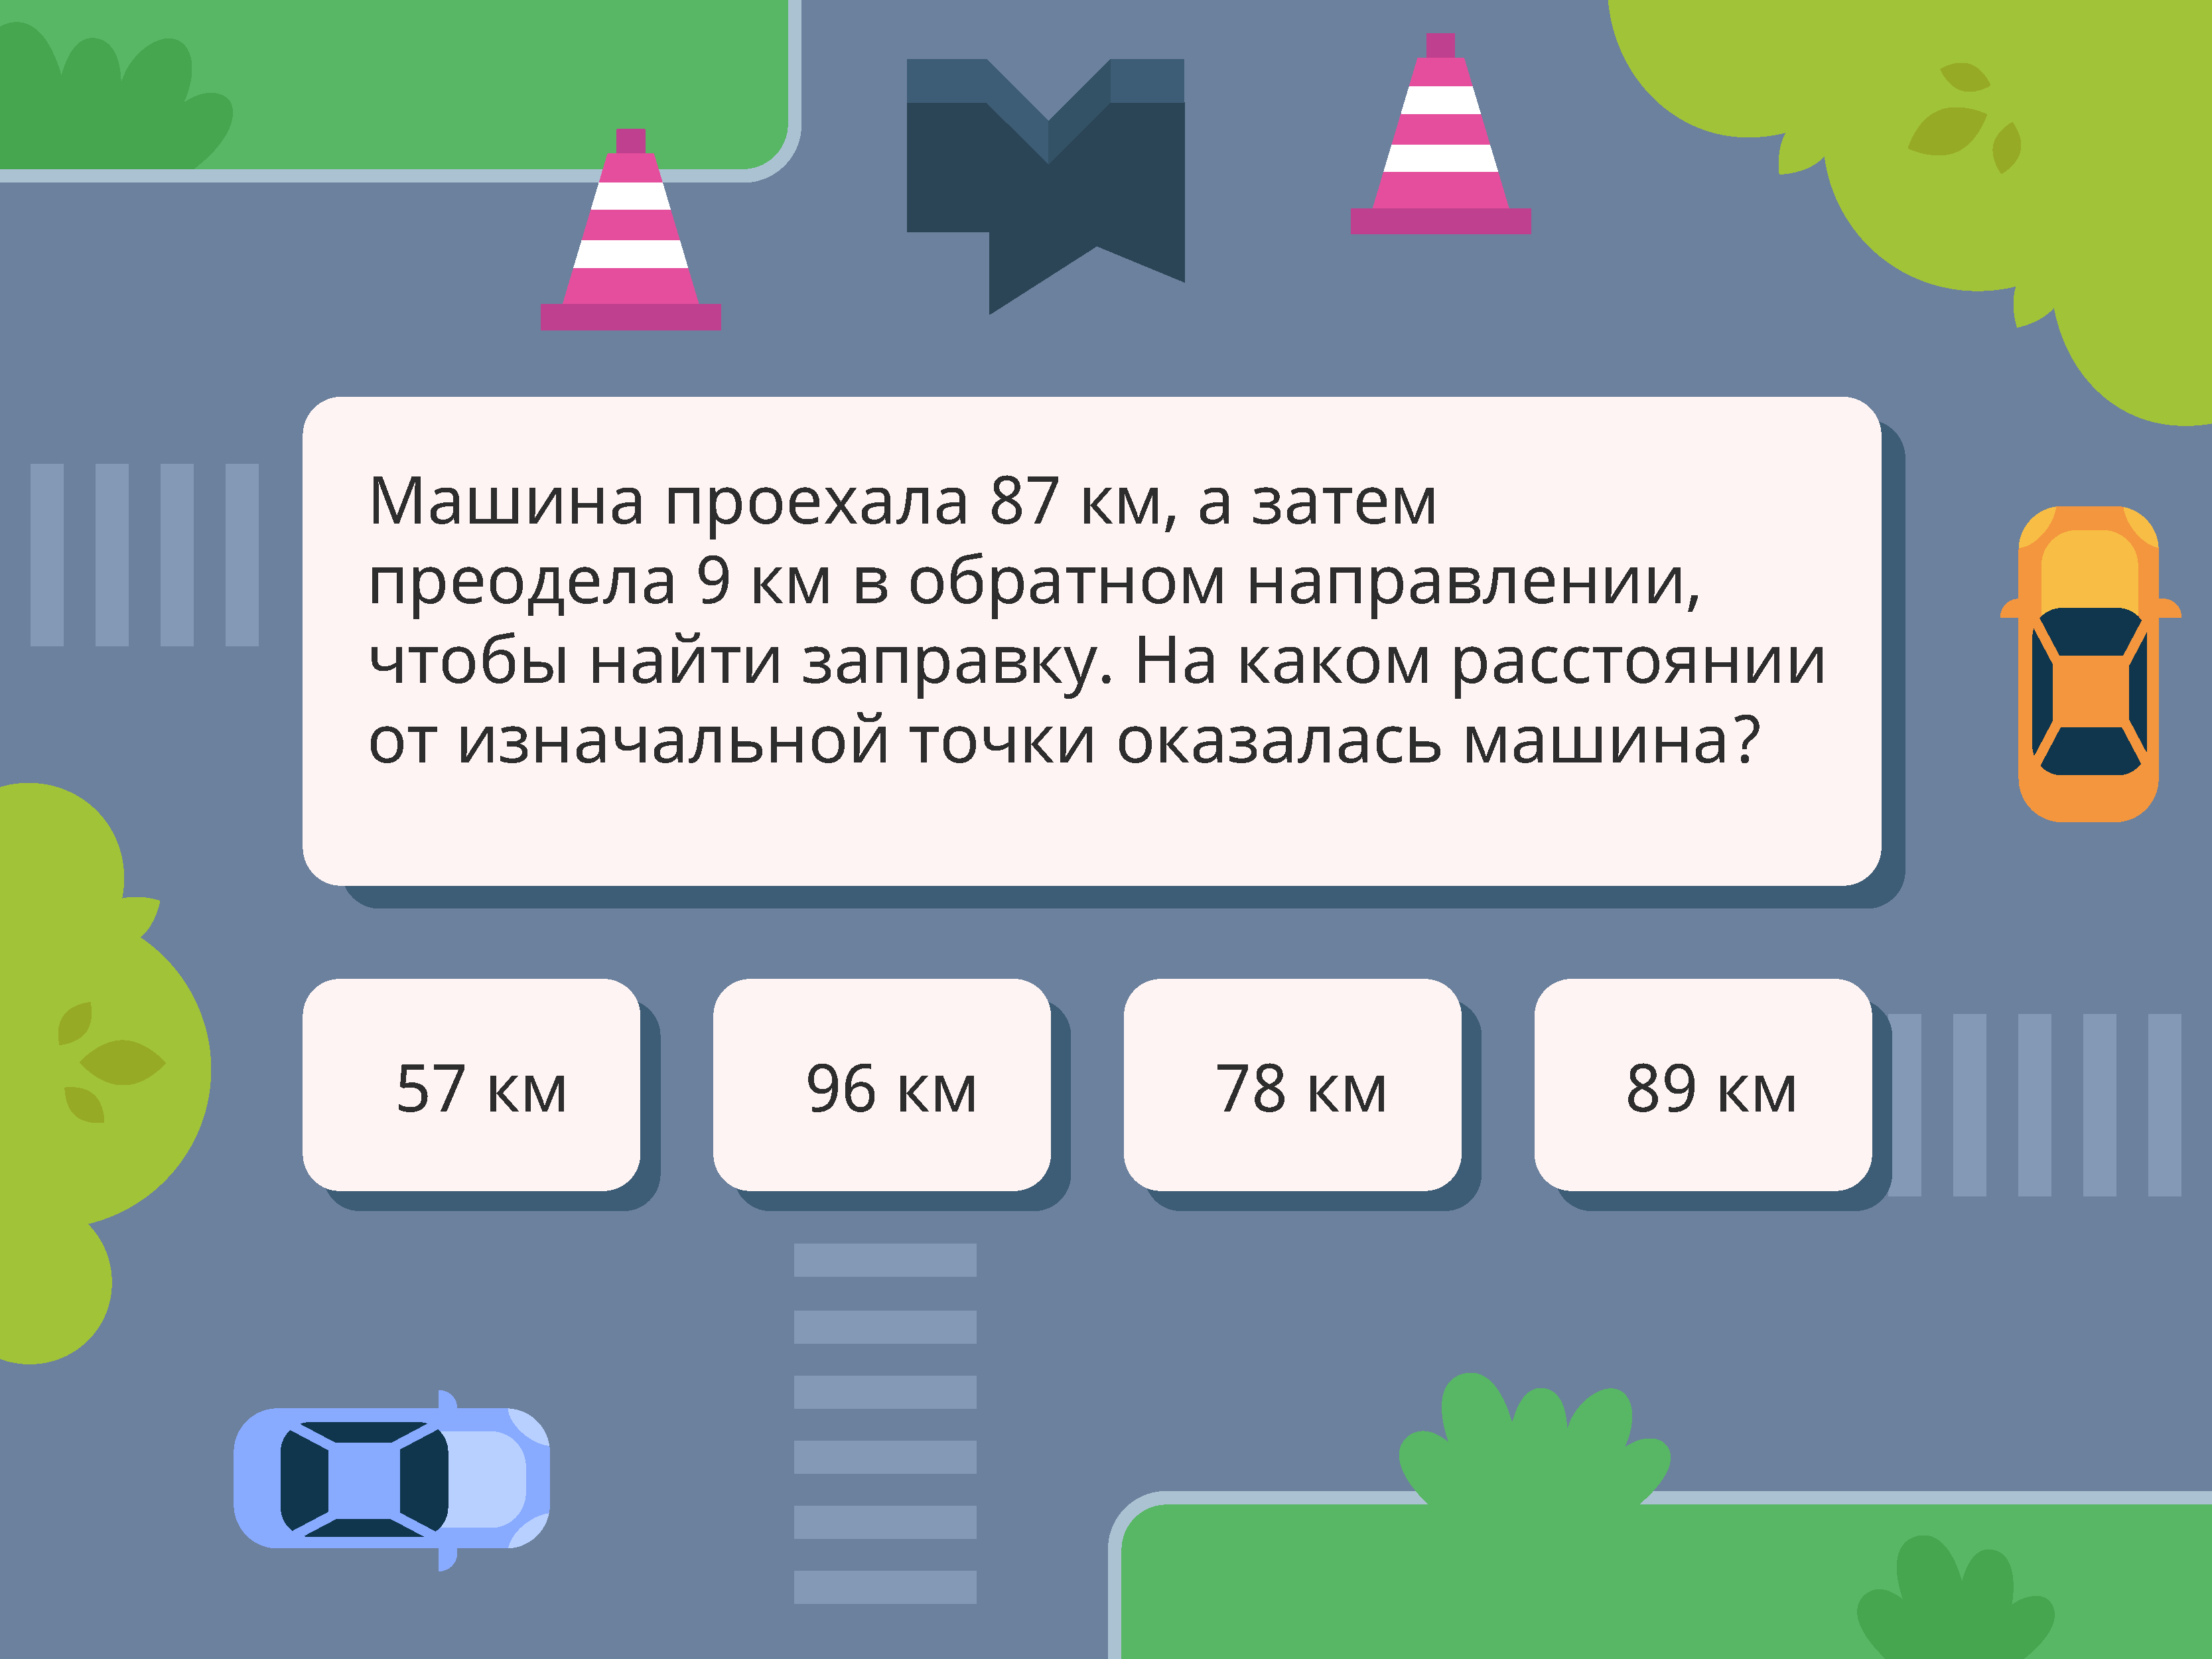 Машина проехала 87 км, а затем
преодела 9 км в обратном направлении,
чтобы найти заправку. На каком расстоянии
от изначальной точки оказалась машина?
57 км
96 км
78 км
89 км